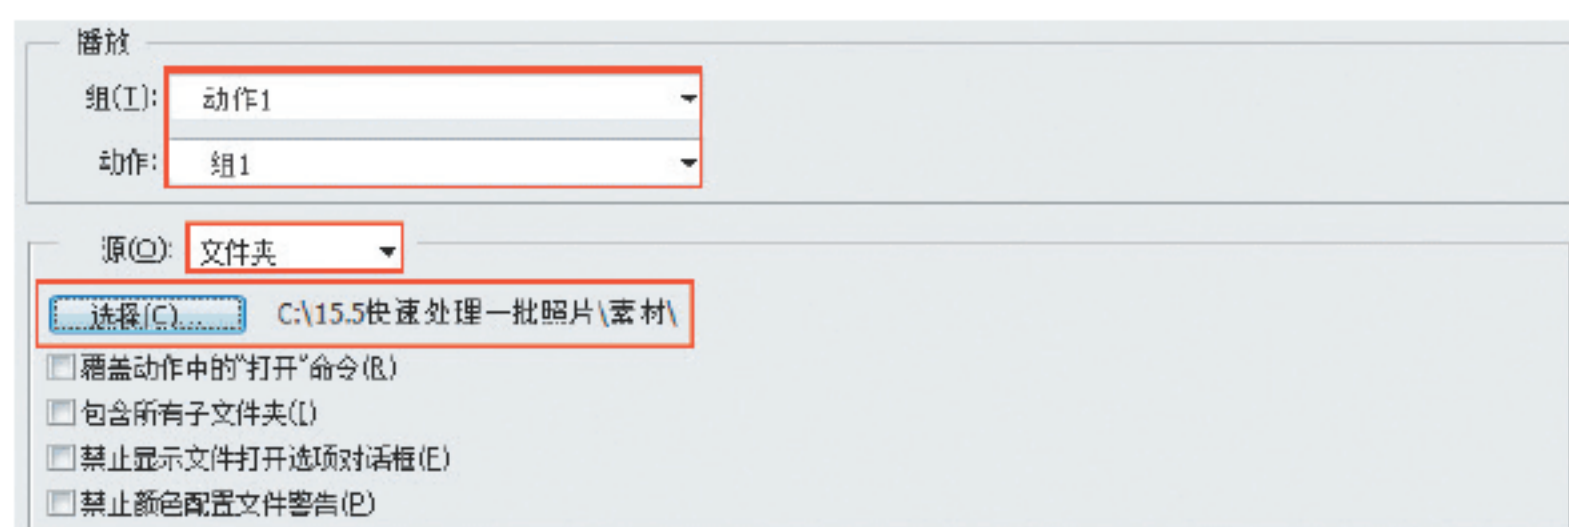 播放
组(T): 动作1
动作: 组1
源(O): 文件夹
选择(C)... C:\15.5快速处理一批照片\素材\
覆盖动作中的“打开”命令(R)
包含所有子文件夹(I)
禁止显示文件打开选项对话框(F)
禁止颜色配置文件警告(P)